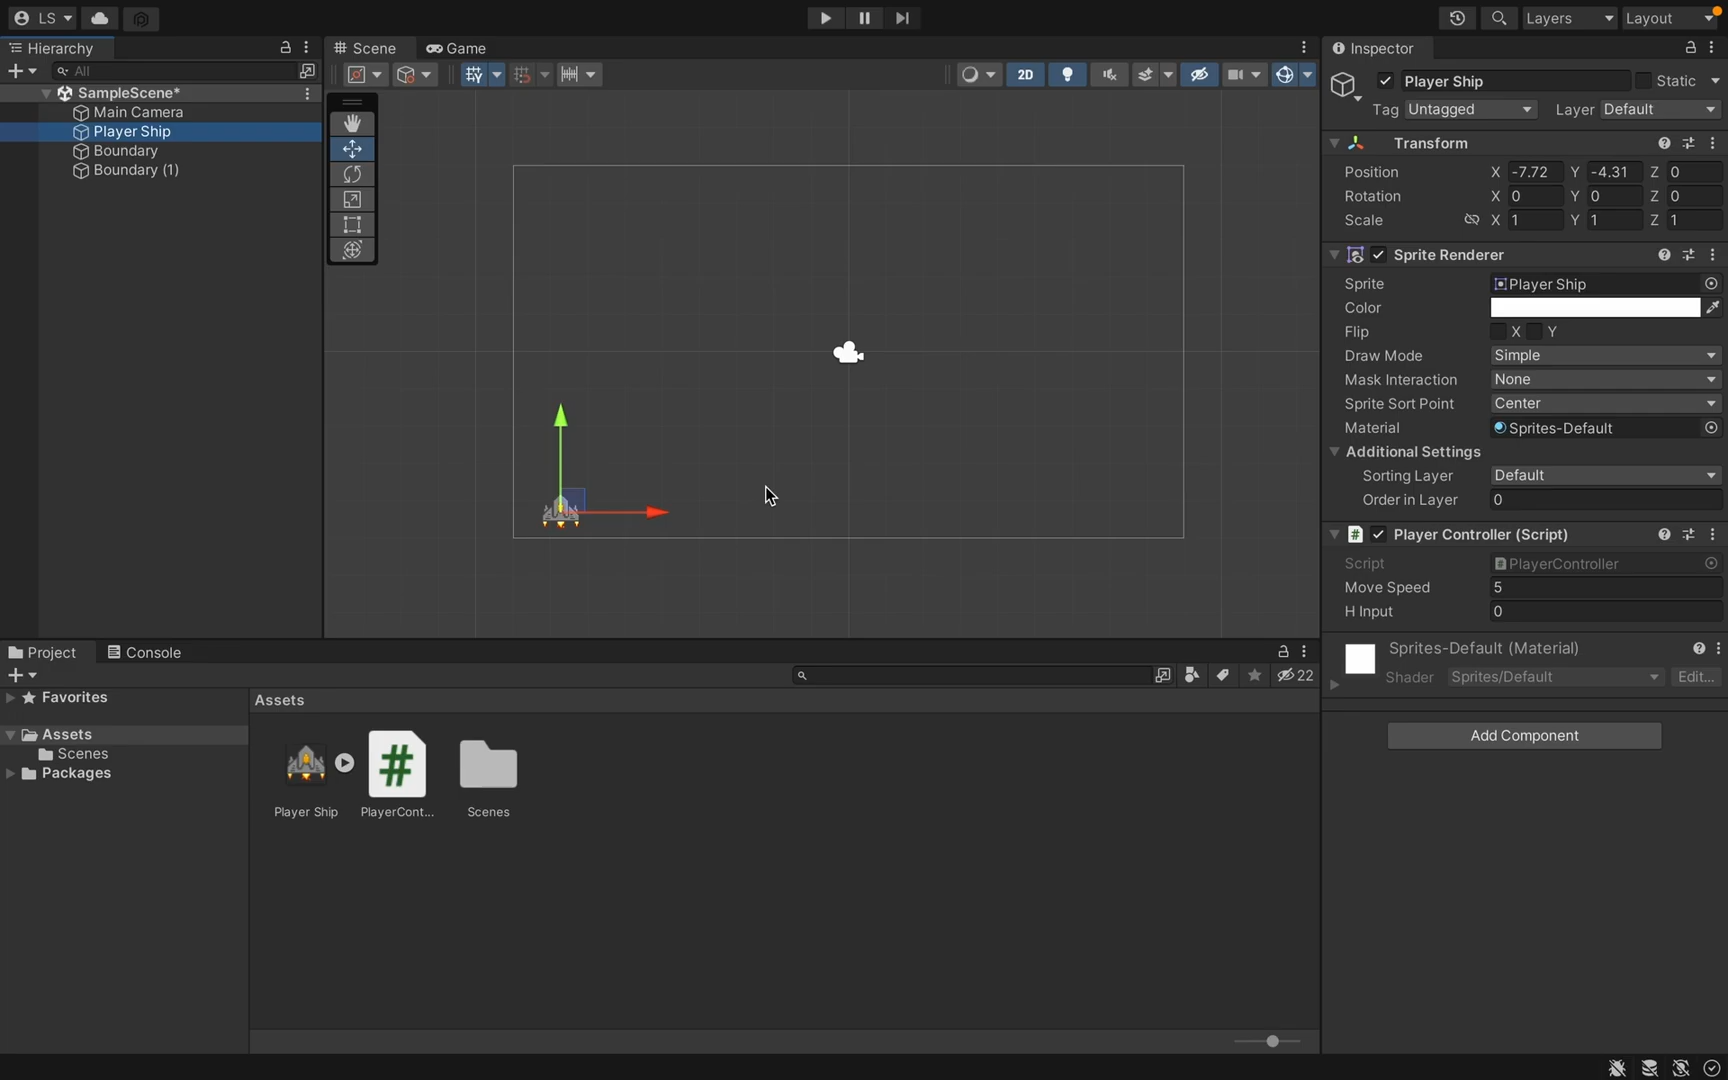 LS
Layers
Layout
Hierarchy
Scene
Game
Inspector
All
2D
Player Ship
Static
SampleScene*
Main Camera
Player Ship
Boundary
Boundary (1)
Tag Untagged
Layer Default
Transform
Position X -7.72 Y -4.31 Z 0
Rotation X 0 Y 0 Z 0
Scale X 1 Y 1 Z 1
Sprite Renderer
Sprite Player Ship
Color
Flip X Y
Draw Mode Simple
Mask Interaction None
Sprite Sort Point Center
Material Sprites-Default
Additional Settings
Sorting Layer Default
Order in Layer 0
# Player Controller (Script)
Script PlayerController
Move Speed 5
H Input 0
Sprites-Default (Material)
Shader Sprites/Default Edit...
Add Component
Project
Console
22
Favorites
Assets
Scenes
Packages
Assets
#
Player Ship
PlayerCont...
Scenes